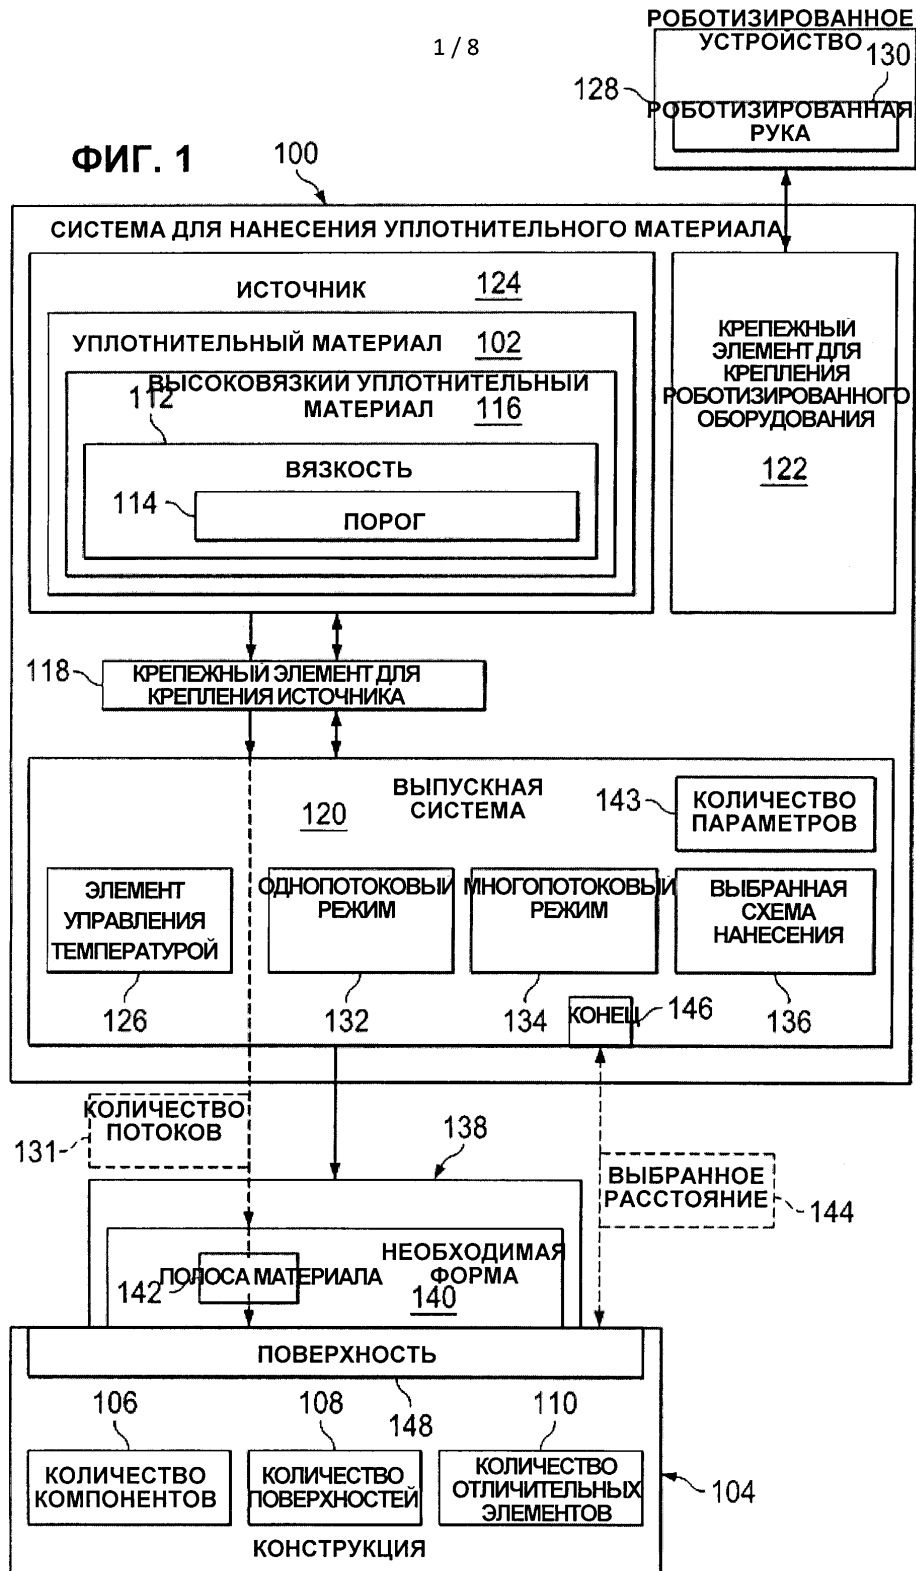 1 / 8
РОБОТИЗИРОВАННОЕ
УСТРОЙСТВО
130
128
РОБОТИЗИРОВАННАЯ
РУКА
ФИГ. 1
100
СИСТЕМА ДЛЯ НАНЕСЕНИЯ УПЛОТНИТЕЛЬНОГО МАТЕРИАЛА
ИСТОЧНИК 124
УПЛОТНИТЕЛЬНЫЙ МАТЕРИАЛ 102
ВЫСОКОВЯЗКИЙ УПЛОТНИТЕЛЬНЫЙ
МАТЕРИАЛ 116
112
ВЯЗКОСТЬ
114
ПОРОГ
КРЕПЕЖНЫЙ
ЭЛЕМЕНТ ДЛЯ
КРЕПЛЕНИЯ
РОБОТИЗИРОВАННОГО
ОБОРУДОВАНИЯ
122
118
КРЕПЕЖНЫЙ ЭЛЕМЕНТ ДЛЯ
КРЕПЛЕНИЯ ИСТОЧНИКА
ВЫПУСКНАЯ
СИСТЕМА
120
143
КОЛИЧЕСТВО
ПАРАМЕТРОВ
ЭЛЕМЕНТ
УПРАВЛЕНИЯ
ТЕМПЕРАТУРОЙ
126
ОДНОПОТОКОВЫЙ
РЕЖИМ
132
МНОГОПОТОКОВЫЙ
РЕЖИМ
134
ВЫБРАННАЯ
СХЕМА
НАНЕСЕНИЯ
136
КОНЕЦ
146
КОЛИЧЕСТВО
ПОТОКОВ
131
138
ВЫБРАННОЕ
РАССТОЯНИЕ
144
НЕОБХОДИМАЯ
ФОРМА
140
ПОЛОСА МАТЕРИАЛА
142
ПОВЕРХНОСТЬ
148
106
108
110
КОЛИЧЕСТВО
КОМПОНЕНТОВ
КОЛИЧЕСТВО
ПОВЕРХНОСТЕЙ
КОЛИЧЕСТВО
ОТЛИЧИТЕЛЬНЫХ
ЭЛЕМЕНТОВ
104
КОНСТРУКЦИЯ